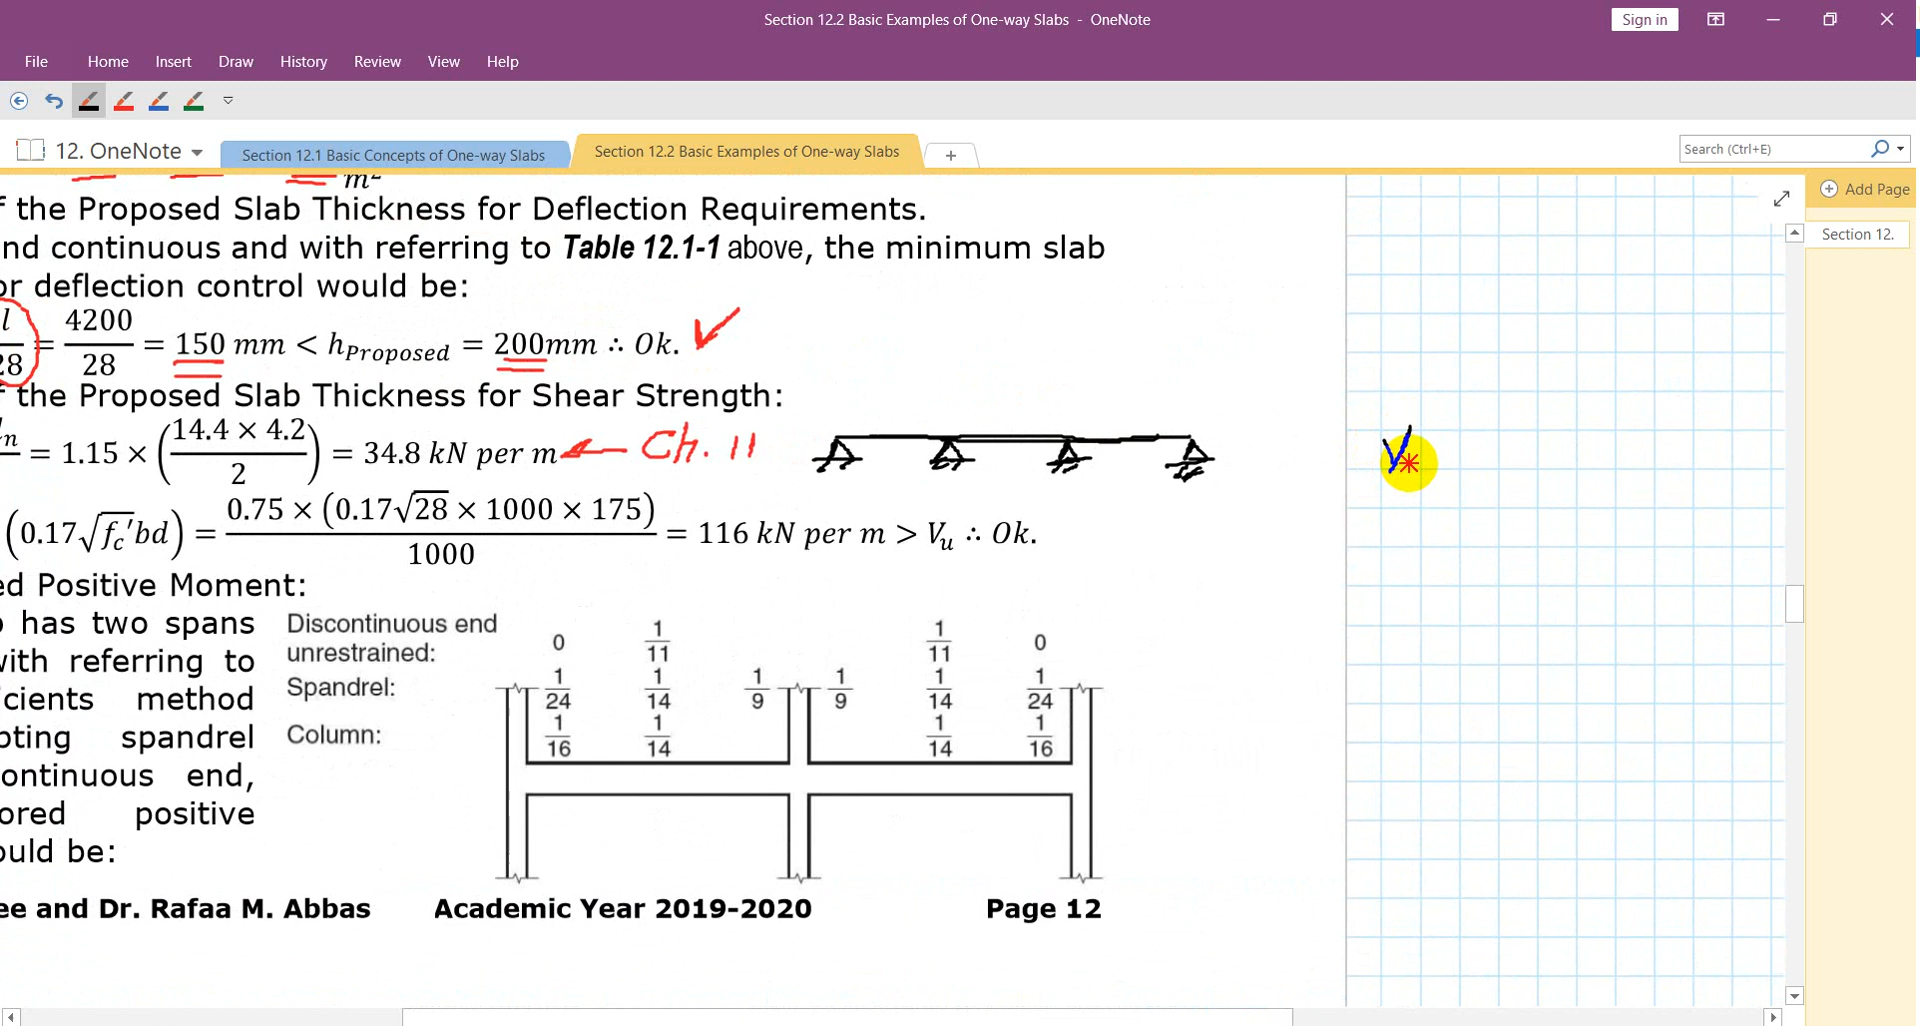 Section 12.2 Basic Examples of One-way Slabs - OneNote
Sign in
File Home Insert Draw History Review View Help
12. OneNote
Section 12.1 Basic Concepts of One-way Slabs
Section 12.2 Basic Examples of One-way Slabs
Search (Ctrl+E)
Add Page
Section 12.
m²
f the Proposed Slab Thickness for Deflection Requirements.
nd continuous and with referring to Table 12.1-1 above, the minimum slab
or deflection control would be:
l/28 = 4200/28 = 150 mm < h_Proposed = 200mm ∴ Ok.
the Proposed Slab Thickness for Shear Strength:
n = 1.15 × (14.4 × 4.2 / 2) = 34.8 kN per m
Ch. 11
(0.17√f_c′bd) = 0.75 × (0.17√28 × 1000 × 175) / 1000 = 116 kN per m > V_u ∴ Ok.
V
ed Positive Moment:
has two spans
with referring to
cients method
pting spandrel
ontinuous end,
ored positive
ould be:
Discontinuous end
unrestrained: 0 1/11 1/11 0
Spandrel: 1/24 1/14 1/9 1/9 1/14 1/24
Column: 1/16 1/14 1/14 1/16
ee and Dr. Rafaa M. Abbas Academic Year 2019-2020 Page 12